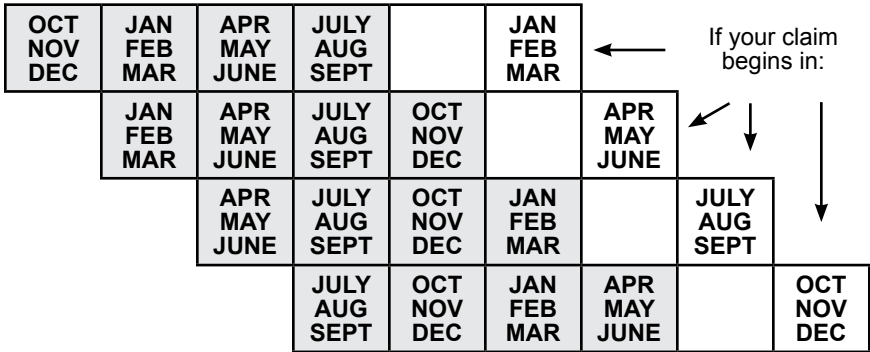 OCT JAN APR JULY JAN
NOV FEB MAY AUG FEB
DEC MAR JUNE SEPT MAR
If your claim
begins in:
JAN APR JULY OCT APR
FEB MAY AUG NOV MAY
MAR JUNE SEPT DEC JUNE
APR JULY OCT JAN JULY
MAY AUG NOV FEB AUG
JUNE SEPT DEC MAR SEPT
JULY OCT JAN APR OCT
AUG NOV FEB MAY NOV
SEPT DEC MAR JUNE DEC